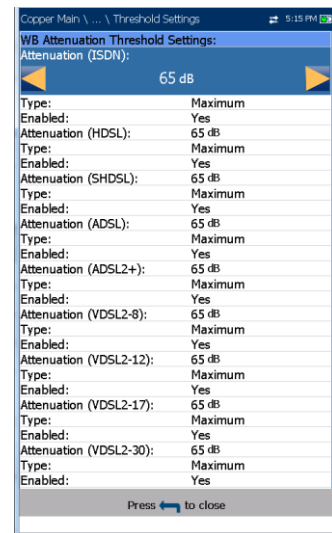 Copper Main \ ... \ Threshold Settings 5:15 PM
WB Attenuation Threshold Settings:
Attenuation (ISDN):
65 dB
Type: Maximum
Enabled: Yes
Attenuation (HDSL): 65 dB
Type: Maximum
Enabled: Yes
Attenuation (SHDSL): 65 dB
Type: Maximum
Enabled: Yes
Attenuation (ADSL): 65 dB
Type: Maximum
Enabled: Yes
Attenuation (ADSL2+): 65 dB
Type: Maximum
Enabled: Yes
Attenuation (VDSL2-8): 65 dB
Type: Maximum
Enabled: Yes
Attenuation (VDSL2-12): 65 dB
Type: Maximum
Enabled: Yes
Attenuation (VDSL2-17): 65 dB
Type: Maximum
Enabled: Yes
Attenuation (VDSL2-30): 65 dB
Type: Maximum
Enabled: Yes
Press to close